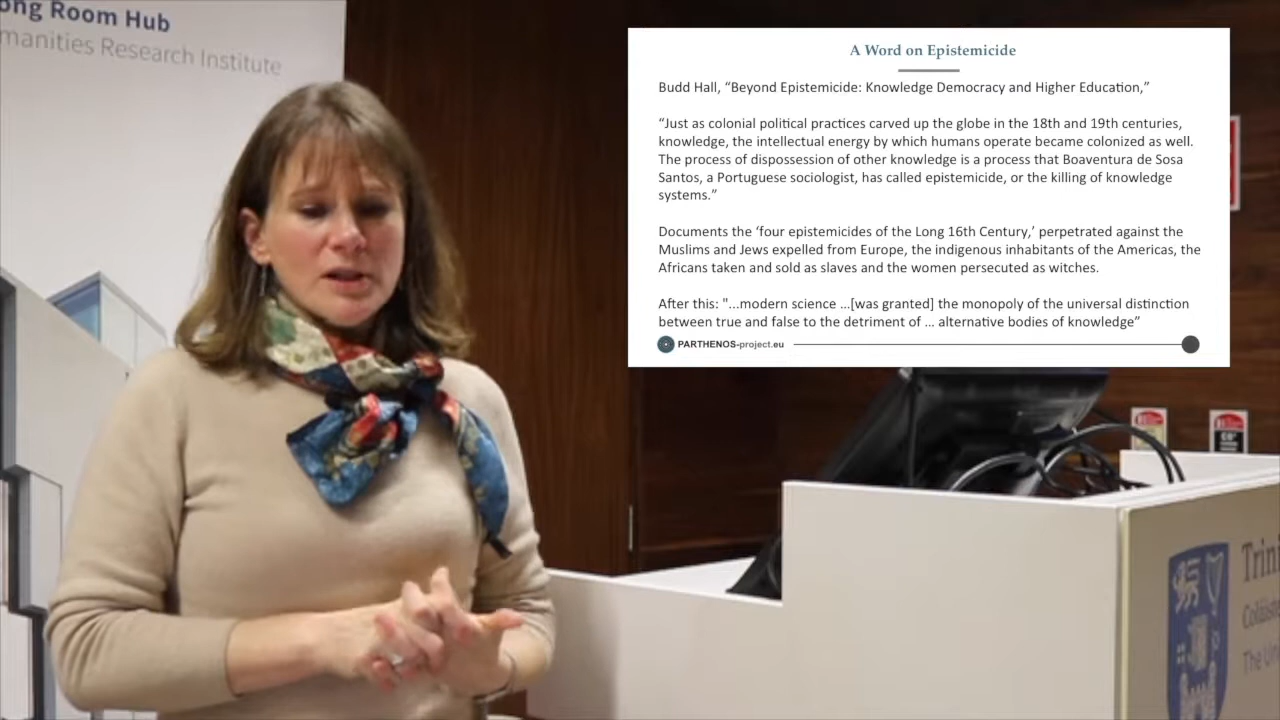 ong Room Hub
manities Research Institute
A Word on Epistemicide
Budd Hall, “Beyond Epistemicide: Knowledge Democracy and Higher Education,”
“Just as colonial political practices carved up the globe in the 18th and 19th centuries,
knowledge, the intellectual energy by which humans operate became colonized as well.
The process of dispossession of other knowledge is a process that Boaventura de Sosa
Santos, a Portuguese sociologist, has called epistemicide, or the killing of knowledge
systems.”
Documents the ‘four epistemicides of the Long 16th Century,’ perpetrated against the
Muslims and Jews expelled from Europe, the indigenous inhabitants of the Americas, the
Africans taken and sold as slaves and the women persecuted as witches.
After this: "...modern science ...[was granted] the monopoly of the universal distinction
between true and false to the detriment of ... alternative bodies of knowledge”
PARTHENOS-project.eu
Trini
Coláist
The Uni